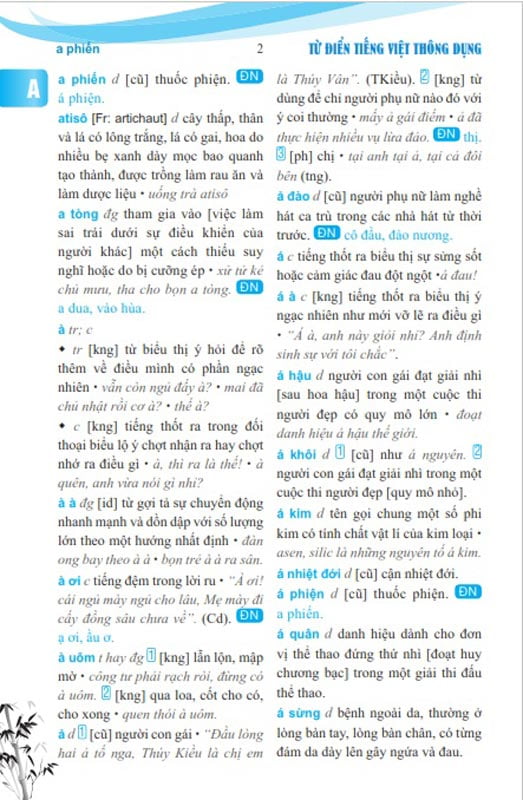 a phiến
2
TỪ ĐIỂN TIẾNG VIỆT THÔNG DỤNG
A
a phiến d [cũ] thuốc phiện. ĐN
á phiện.
atisô [Fr: artichaut] d cây thấp, thân
và lá có lông trắng, lá có gai, hoa do
nhiều bẹ xanh dày mọc bao quanh
tạo thành, được trồng làm rau ăn và
làm dược liệu • uống trà atisô
a tòng đg tham gia vào [việc làm
sai trái dưới sự điều khiển của
người khác] một cách thiếu suy
nghĩ hoặc do bị cưỡng ép • xử tử kẻ
chủ mưu, tha cho bọn a tòng. ĐN
a dua, vào hùa.
à tr; c
◆ tr [kng] từ biểu thị ý hỏi để rõ
thêm về điều mình có phần ngạc
nhiên • vẫn còn ngủ đấy à? • mai đã
chủ nhật rồi cơ à? • thế à?
◆ c [kng] tiếng thốt ra trong đối
thoại biểu lộ ý chợt nhận ra hay chợt
nhớ ra điều gì • à, thì ra là thế! • à
quên, anh vừa nói gì nhỉ?
à à đg [id] từ gợi tả sự chuyển động
nhanh mạnh và dồn dập với số lượng
lớn theo một hướng nhất định • đàn
ong bay theo à à • bọn trẻ à à ra sân.
à ơi c tiếng đệm trong lời ru • “À ơi!
cái ngủ mày ngủ cho lâu, Mẹ mày đi
cấy đồng sâu chưa về”. (Cd). ĐN
ạ ơi, ầu ơ.
à uôm t hay đg 1 [kng] lẫn lộn, mập
mờ • công tư phải rạch ròi, đừng có
à uôm. 2 [kng] qua loa, cốt cho có,
cho xong • quen thói à uôm.
ả d 1 [cũ] người con gái • “Đầu lòng
hai ả tố nga, Thúy Kiều là chị em
là Thúy Vân”. (TKiều). 2 [kng] từ
dùng để chỉ người phụ nữ nào đó với
ý coi thường • mấy ả gái điếm • ả đã
thực hiện nhiều vụ lừa đảo. ĐN thị.
3 [ph] chị • tại anh tại ả, tại cả đôi
bên (tng).
ả đào d [cũ] người phụ nữ làm nghề
hát ca trù trong các nhà hát từ thời
trước. ĐN cô đầu, đào nương.
á c tiếng thốt ra biểu thị sự sửng sốt
hoặc cảm giác đau đột ngột •á đau!
á à c [kng] tiếng thốt ra biểu thị ý
ngạc nhiên như mới vỡ lẽ ra điều gì
• “Á à, anh này giỏi nhỉ? Anh định
sinh sự với tôi chắc”.
á hậu d người con gái đạt giải nhì
[sau hoa hậu] trong một cuộc thi
người đẹp có quy mô lớn • đoạt
danh hiệu á hậu thế giới.
á khôi d 1 [cũ] như á nguyên. 2
người con gái đạt giải nhì trong một
cuộc thi người đẹp [quy mô nhỏ].
á kim d tên gọi chung một số phi
kim có tính chất vật lí của kim loại •
asen, silic là những nguyên tố á kim.
á nhiệt đới d [cũ] cận nhiệt đới.
á phiện d [cũ] thuốc phiện. ĐN
a phiến.
á quân d danh hiệu dành cho đơn
vị thể thao đứng thứ nhì [đoạt huy
chương bạc] trong một giải thi đấu
thể thao.
á sừng d bệnh ngoài da, thường ở
lòng bàn tay, lòng bàn chân, có từng
đám da dày lên gây ngứa và đau.